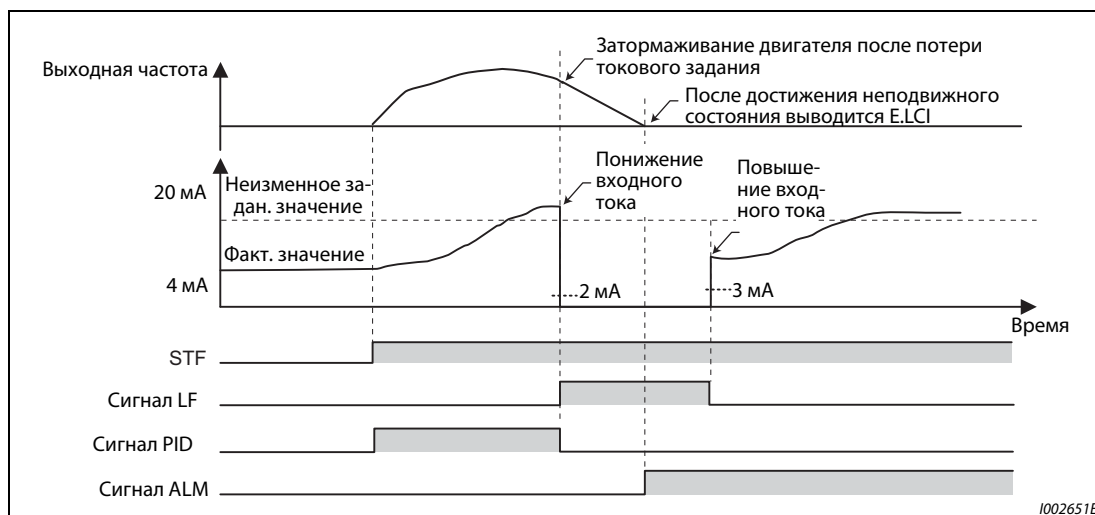 Затормаживание двигателя после потери
токового задания
Выходная частота
После достижения неподвижного
состояния выводится E.LCI
20 мА
Неизменное за-
дан. значение
Понижение
входного
тока
Повыше-
ние вход-
ного тока
Факт. значение
4 мА
2 мА
3 мА
Время
STF
Сигнал LF
Сигнал PID
Сигнал ALM
I002651E